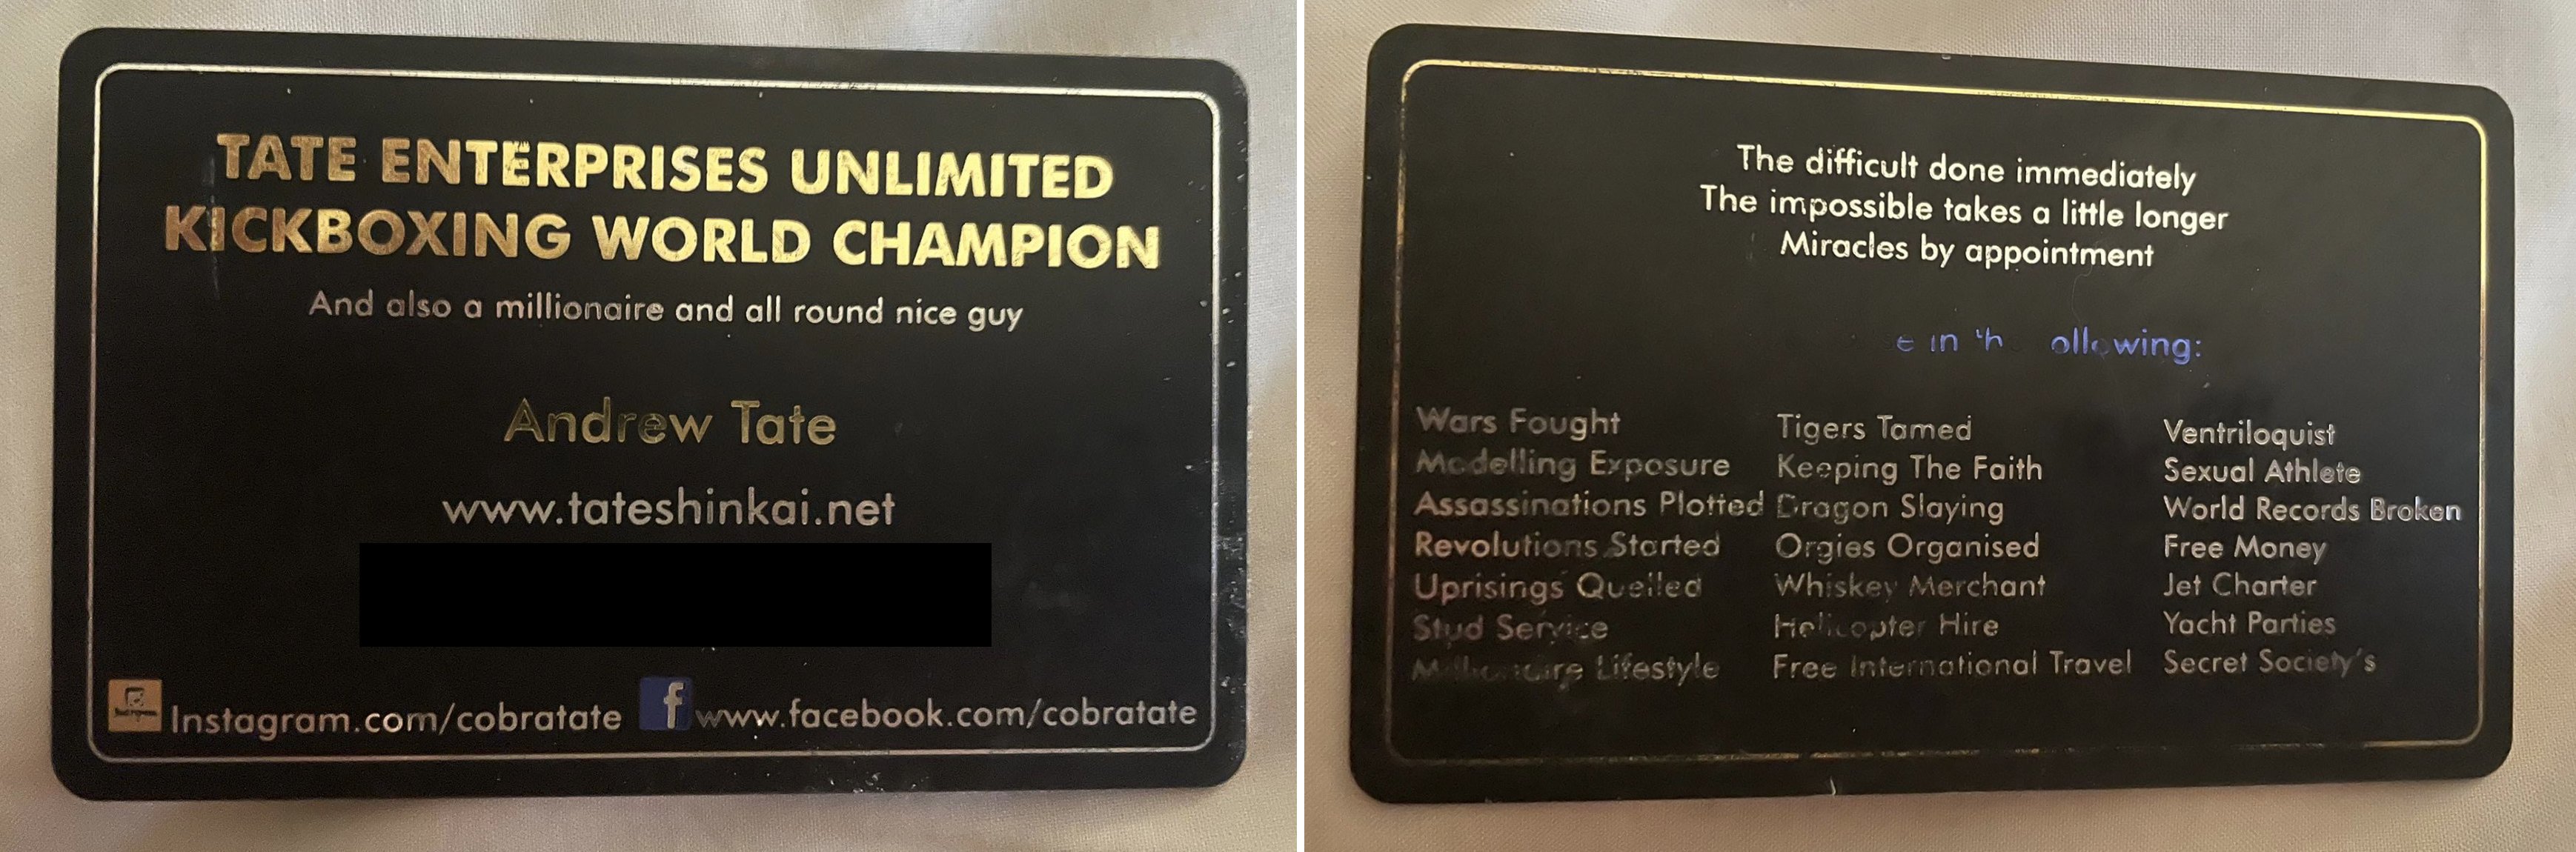 TATE ENTERPRISES UNLIMITED
KICKBOXING WORLD CHAMPION
And also a millionaire and all round nice guy
Andrew Tate
www.tateshinkai.net
Instagram.com/cobratate
www.facebook.com/cobratate
The difficult done immediately
The impossible takes a little longer
Miracles by appointment
in
Wars Fought
Modelling Exposure
Assassinations Plotted
Revolutions Started
Uprisings Quelled
Stud Service
Millionaire Lifestyle
Tigers Tamed
Keeping The Faith
Dragon Slaying
Orgies Organised
Whiskey Merchant
Helicopter Hire
Free International Travel
Ventriloquist
Sexual Athlete
World Records Broken
Free Money
Jet Charter
Yacht Parties
Secret Society's